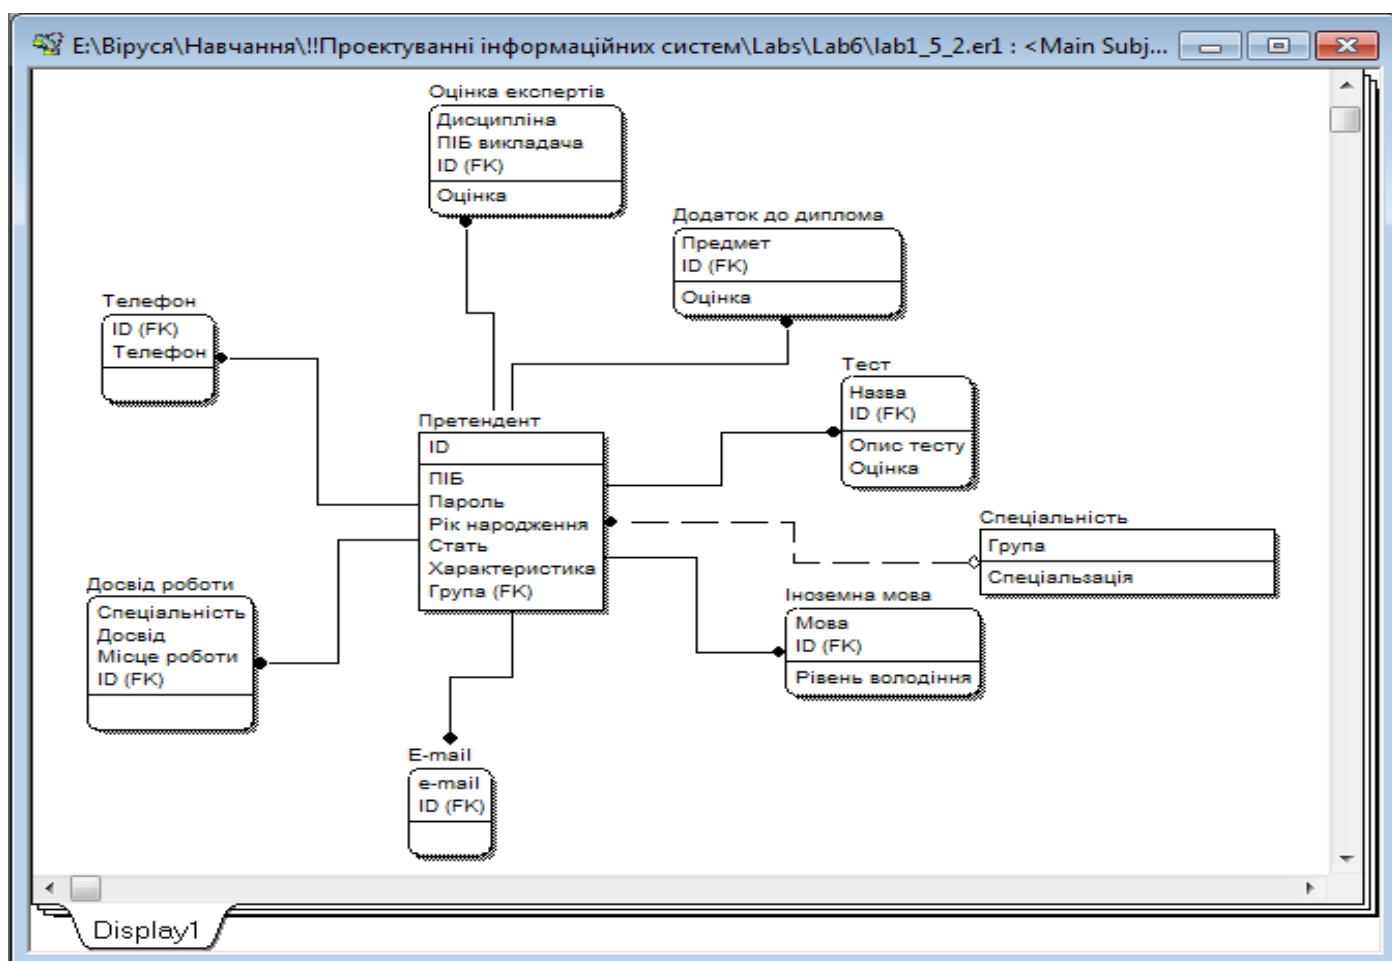 E:\Віруся\Навчання\!!Проектуванні інформаційних систем\Labs\Lab6\lab1_5_2.er1 : <Main Subj...
Оцінка експертів
Дисципліна
ПІБ викладача
ID (FK)
Оцінка
Додаток до диплома
Предмет
ID (FK)
Оцінка
Телефон
ID (FK)
Телефон
Тест
Назва
ID (FK)
Опис тесту
Оцінка
Претендент
ID
ПІБ
Пароль
Рік народження
Стать
Характеристика
Група (FK)
Спеціальність
Група
Спеціальзація
Досвід роботи
Спеціальність
Досвід
Місце роботи
ID (FK)
Іноземна мова
Мова
ID (FK)
Рівень володіння
E-mail
e-mail
ID (FK)
Display1